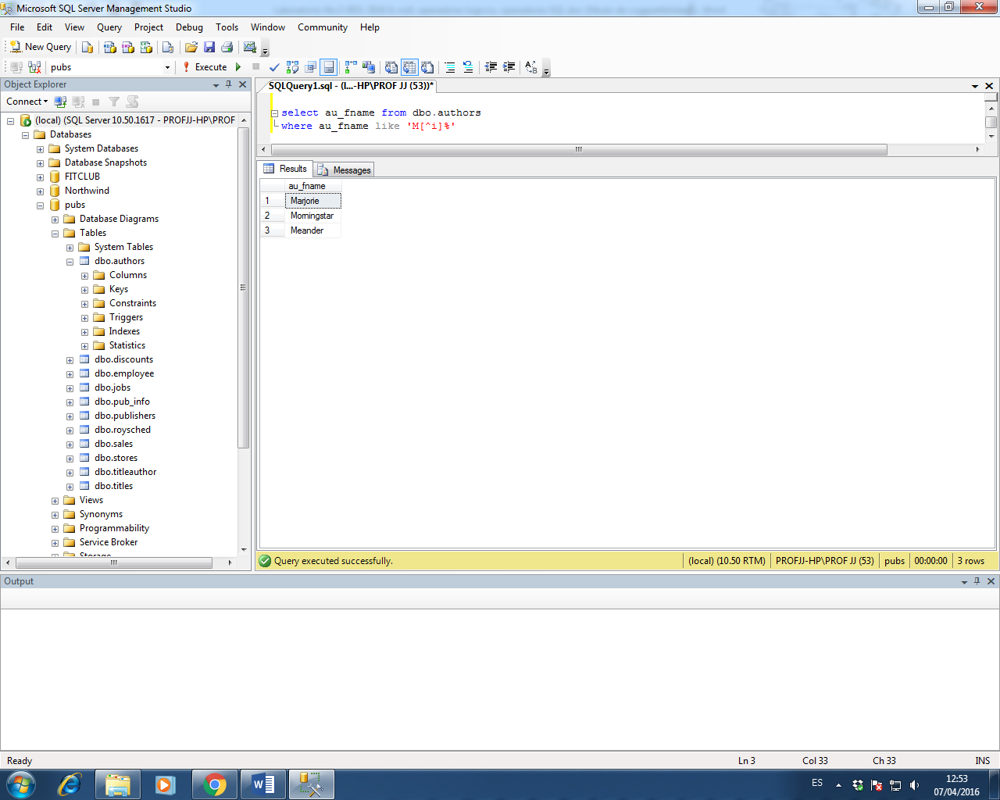 Microsoft SQL Server Management Studio
File Edit View Query Project Debug Tools Window Community Help
New Query
pubs Execute
Object Explorer
Connect
(local) (SQL Server 10.50.1617 - PROFJJ-HP\PROF
Databases
System Databases
Database Snapshots
FITCLUB
Northwind
pubs
Database Diagrams
Tables
System Tables
dbo.authors
Columns
Keys
Constraints
Triggers
Indexes
Statistics
dbo.discounts
dbo.employee
dbo.jobs
dbo.pub_info
dbo.publishers
dbo.roysched
dbo.sales
dbo.stores
dbo.titleauthor
dbo.titles
Views
Synonyms
Programmability
Service Broker
Storage
SQLQuery1.sql - (l...-HP\PROF JJ (53))*
select au_fname from dbo.authors
where au_fname like 'M[^i]%'
Results Messages
au_fname
1 Marjorie
2 Morningstar
3 Meander
Query executed successfully. (local) (10.50 RTM) PROFJJ-HP\PROF JJ (53) pubs 00:00:00 3 rows
Output
Ready Ln 3 Col 33 Ch 33 INS
ES 12:53
07/04/2016